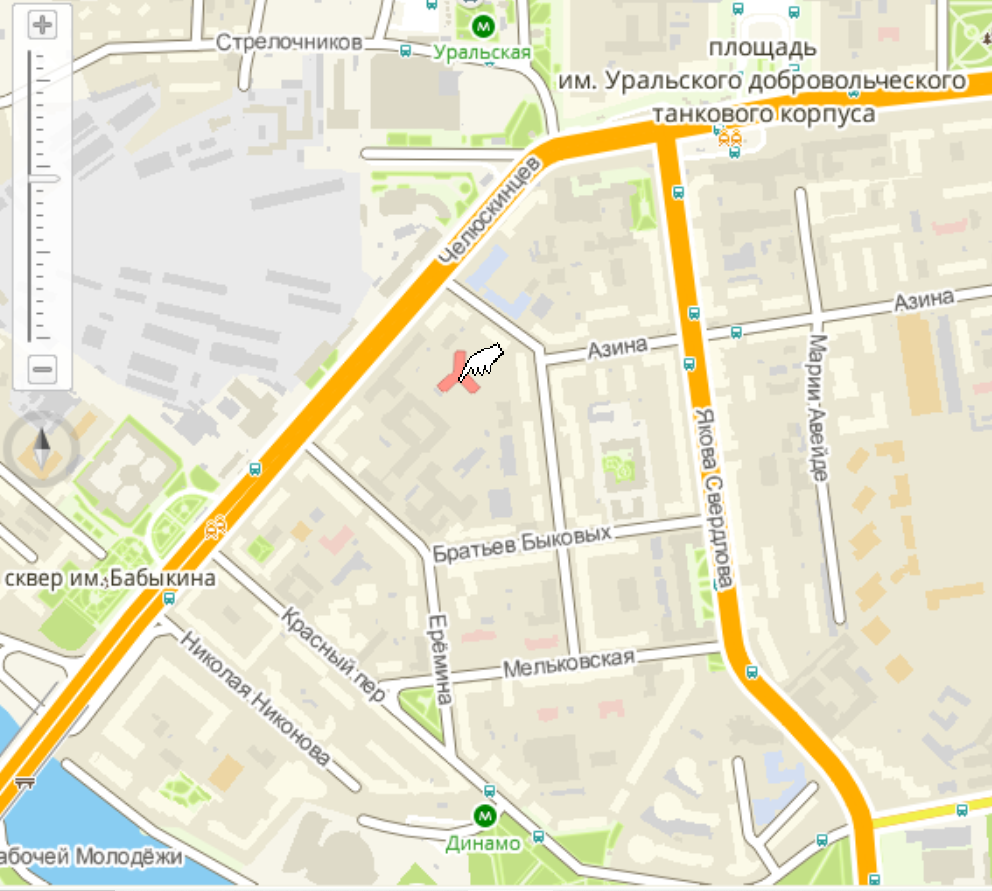 Стрелочников
М
Уральская
площадь
им. Уральского добровольческого
танкового корпуса
Челюскинцев
Азина
Азина
Марии Авейде
Якова Свердлова
Братьев Быковых
сквер им. Бабыкина
Красный пер
Ерёмина
Мельковская
Николая Никонова
М
Динамо
абочей Молодёжи